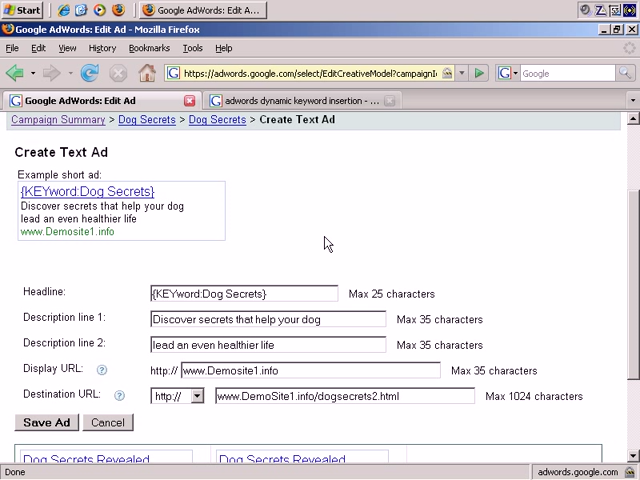 Start
Google AdWords: Edit A...
Google AdWords: Edit Ad - Mozilla Firefox
File Edit View History Bookmarks Tools Help
https://adwords.google.com/select/EditCreativeModel?campaignI
Google
Google AdWords: Edit Ad
adwords dynamic keyword insertion - ...
Campaign Summary > Dog Secrets > Dog Secrets > Create Text Ad
Create Text Ad
Example short ad:
{KEYword:Dog Secrets}
Discover secrets that help your dog
lead an even healthier life
www.Demosite1.info
Headline: {KEYword:Dog Secrets} Max 25 characters
Description line 1: Discover secrets that help your dog Max 35 characters
Description line 2: lead an even healthier life Max 35 characters
Display URL: ? http:// www.Demosite1.info Max 35 characters
Destination URL: ? http:// www.DemoSite1.info/dogsecrets2.html Max 1024 characters
Save Ad Cancel
Dog Secrets Revealed Dog Secrets Revealed
Done adwords.google.com